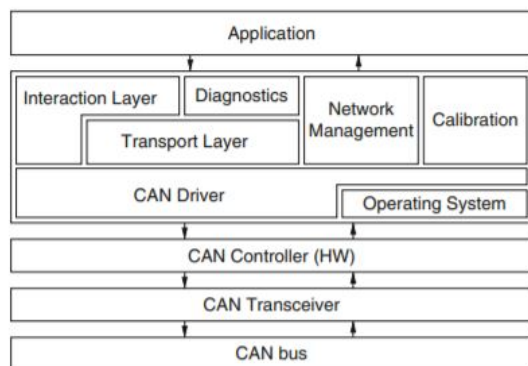 Application
Interaction Layer
Diagnostics
Network
Management
Calibration
Transport Layer
CAN Driver
Operating System
CAN Controller (HW)
CAN Transceiver
CAN bus